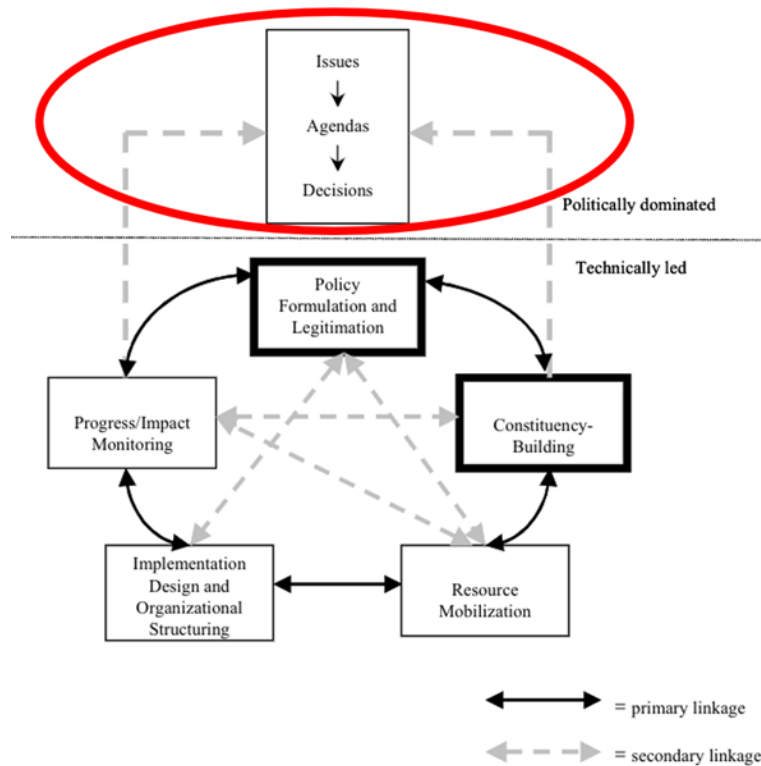 Issues
Agendas
Decisions
Politically dominated
Technically led
Policy
Formulation and
Legitimation
Progress/Impact
Monitoring
Constituency-
Building
Implementation
Design and
Organizational
Structuring
Resource
Mobilization
= primary linkage
= secondary linkage